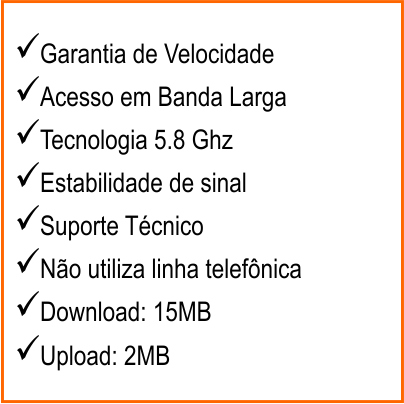 ✓Garantia de Velocidade
✓Acesso em Banda Larga
✓Tecnologia 5.8 Ghz
✓Estabilidade de sinal
✓Suporte Técnico
✓Não utiliza linha telefônica
✓Download: 15MB
✓Upload: 2MB